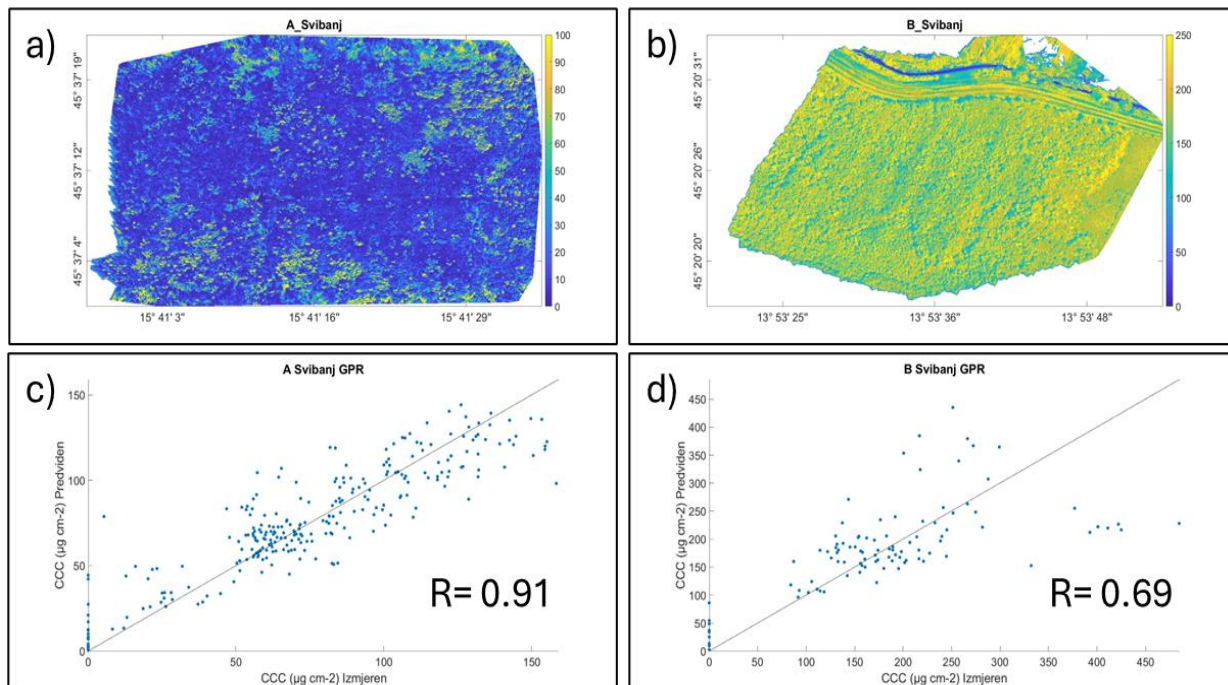 a)
A_Svibanj
45° 37' 19"
45° 37' 12"
45° 37' 4"
15° 41' 3"
15° 41' 16"
15° 41' 29"
100
90
80
70
60
50
40
30
20
10
0
b)
B_Svibanj
45° 20' 31"
45° 20' 26"
45° 20' 20"
13° 53' 25"
13° 53' 36"
13° 53' 48"
250
200
150
100
50
0
c)
A Svibanj GPR
CCC (µg cm-2) Predviden
150
100
50
0
0
50
100
150
CCC (µg cm-2) Izmjeren
R= 0.91
d)
B Svibanj GPR
CCC (µg cm-2) Predviden
450
400
350
300
250
200
150
100
50
0
0
50
100
150
200
250
300
350
400
450
CCC (µg cm-2) Izmjeren
R= 0.69